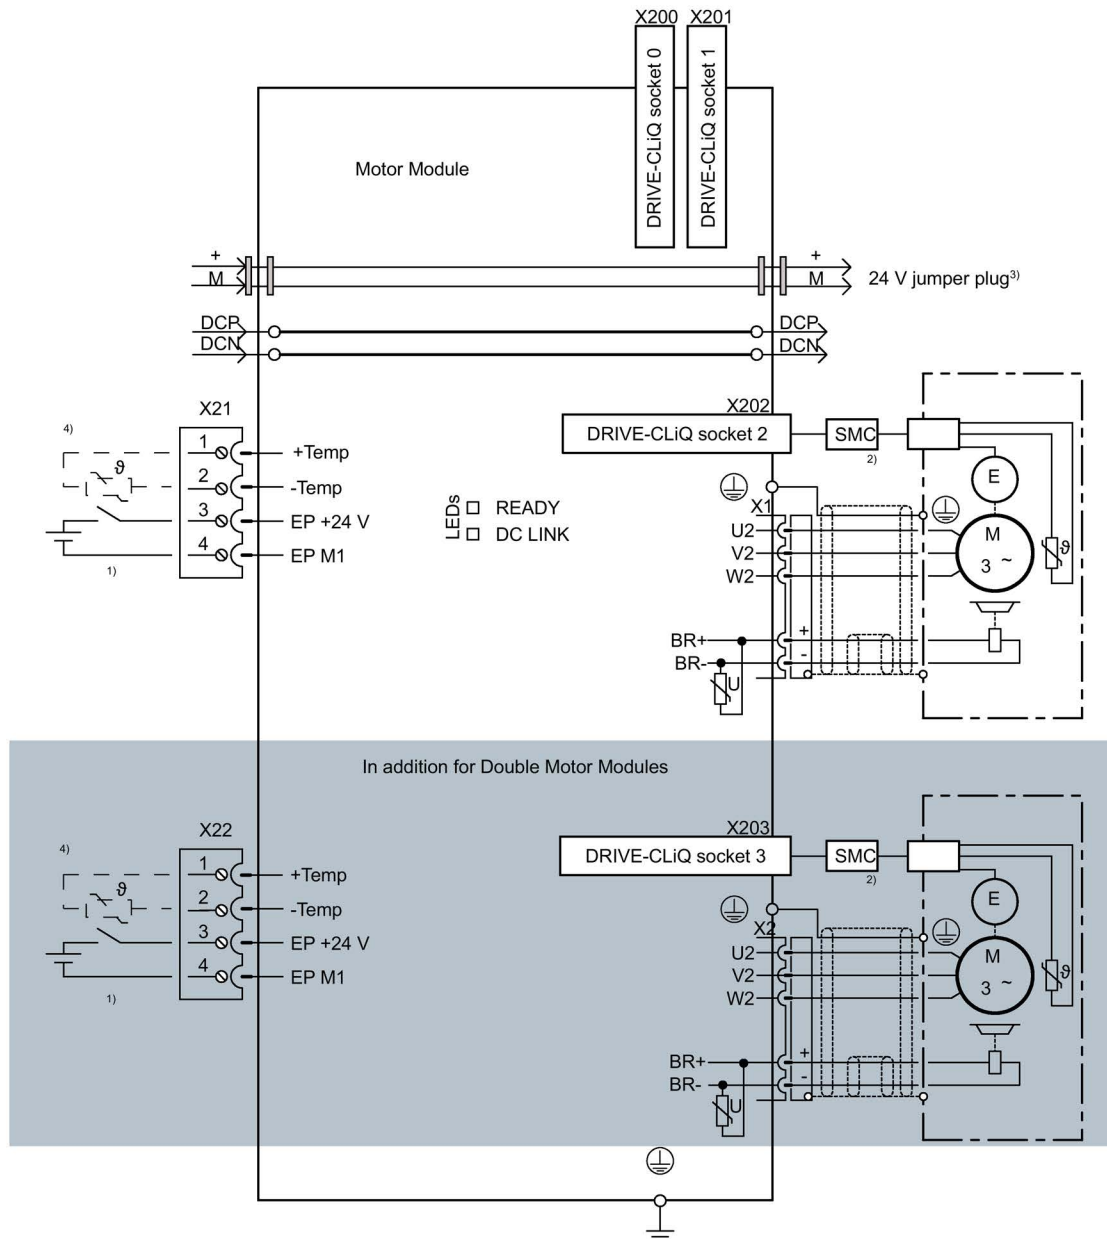 X200 X201
DRIVE-CLiQ socket 0
DRIVE-CLiQ socket 1
Motor Module
+ +
M M 24 V jumper plug3)
DCP DCP
DCN DCN
X21
4)
1 +Temp
ϑ
2 -Temp
3 EP +24 V
4 EP M1
1)
LEDs
READY
DC LINK
X202
DRIVE-CLiQ socket 2
SMC
2)
E
X1
U2
V2
W2
M
3 ~
ϑ
BR+ +
BR- -
U
In addition for Double Motor Modules
X22
4)
1 +Temp
ϑ
2 -Temp
3 EP +24 V
4 EP M1
1)
X203
DRIVE-CLiQ socket 3
SMC
2)
E
X2
U2
V2
W2
M
3 ~
ϑ
BR+ +
BR- -
U